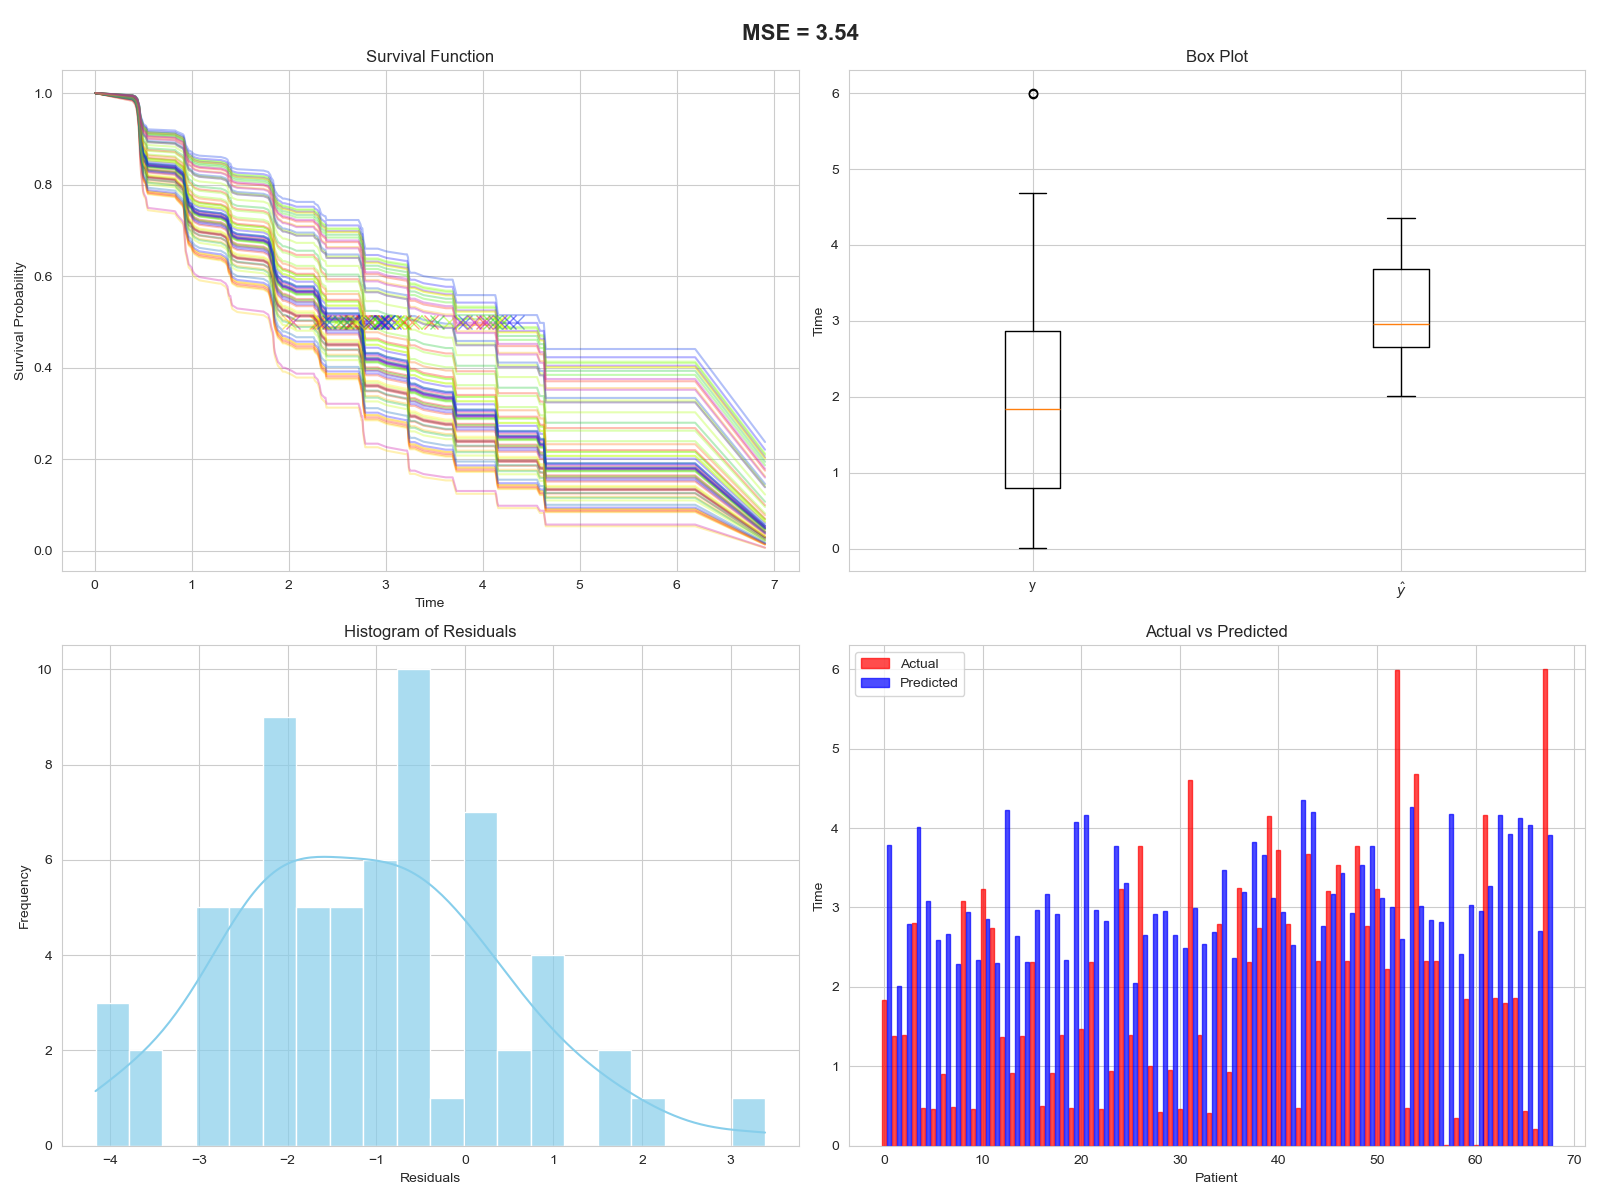 MSE = 3.54
Survival Function
Survival Probability
1.0
0.8
0.6
0.4
0.2
0.0
0 1 2 3 4 5 6 7
Time
Box Plot
Time
6
5
4
3
2
1
0
y ŷ
Histogram of Residuals
Frequency
10
8
6
4
2
0
−4 −3 −2 −1 0 1 2 3
Residuals
Actual vs Predicted
Actual
Predicted
Time
6
5
4
3
2
1
0
0 10 20 30 40 50 60 70
Patient